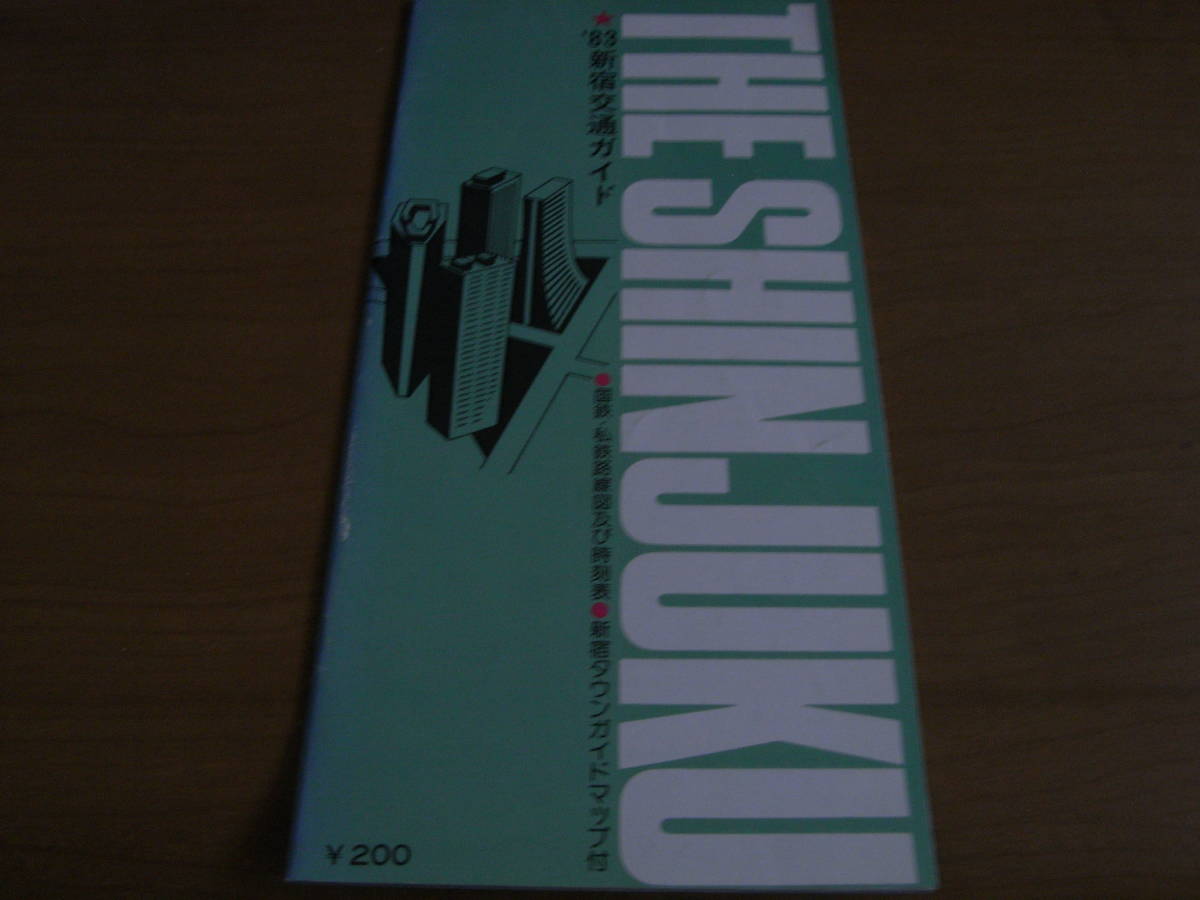 THE SHINJUKU
★'83新宿交通ガイド
●国鉄・私鉄路線図及び時刻表●新宿タウンガイドマップ付
¥200